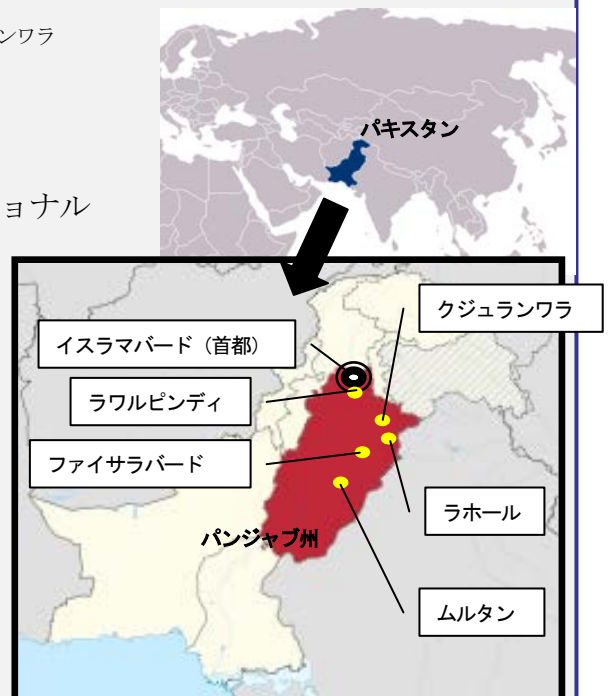 ンワラ
パキスタン
ョナル
クジュランワラ
イスラマバード（首都）
ラワルピンディ
ファイサラバード
ラホール
パンジャブ州
ムルタン